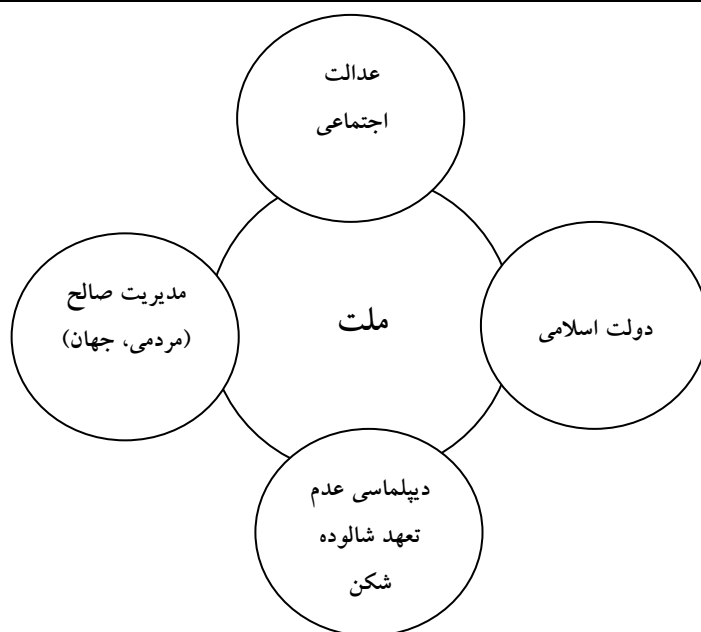 عدالت
اجتماعی
مدیریت صالح
(مردمی، جهان)
ملت
دولت اسلامی
دیپلماسی عدم
تعهد شالوده
شکن